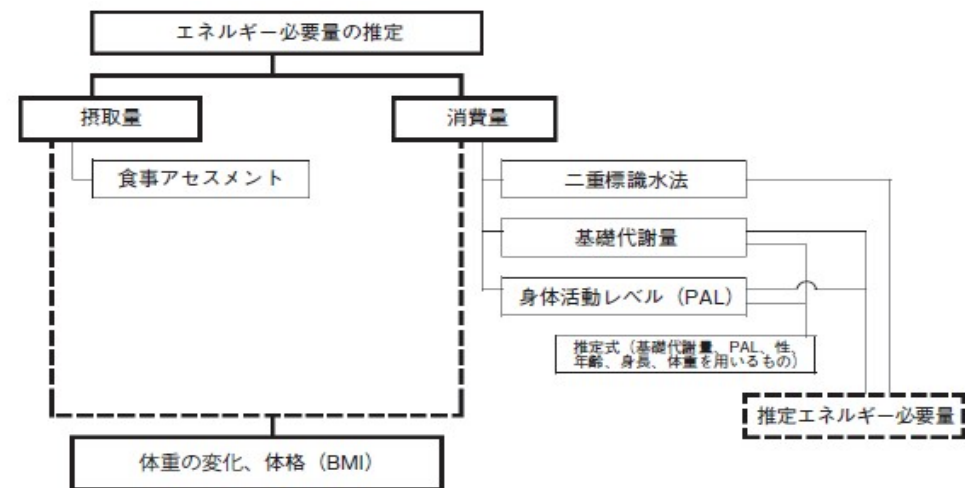 エネルギー必要量の推定
摂取量
消費量
食事アセスメント
二重標識水法
基礎代謝量
身体活動レベル（PAL）
推定式（基礎代謝量、PAL、性、
年齢、身長、体重を用いるもの）
推定エネルギー必要量
体重の変化、体格（BMI）